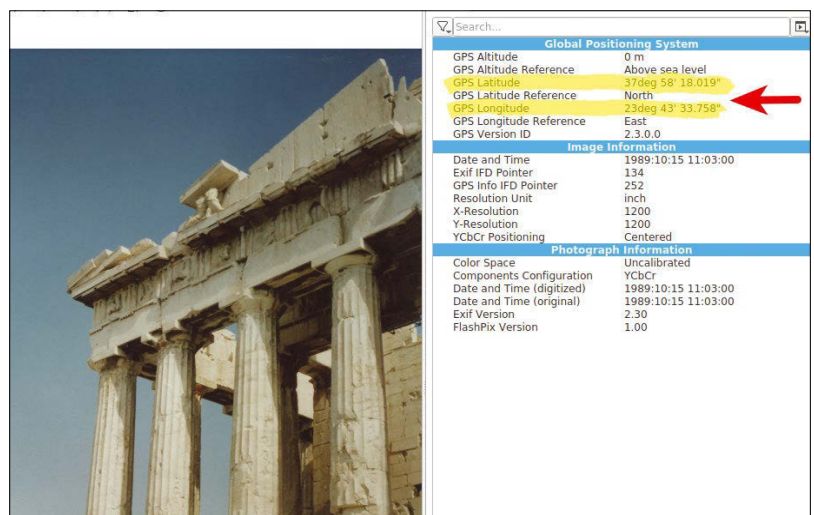 Search...
Global Positioning System
GPS Altitude 0 m
GPS Altitude Reference Above sea level
GPS Latitude 37deg 58' 18.019"
GPS Latitude Reference North
GPS Longitude 23deg 43' 33.758"
GPS Longitude Reference East
GPS Version ID 2.3.0.0
Image Information
Date and Time 1989:10:15 11:03:00
Exif IFD Pointer 134
GPS Info IFD Pointer 252
Resolution Unit inch
X-Resolution 1200
Y-Resolution 1200
YCbCr Positioning Centered
Photograph Information
Color Space Uncalibrated
Components Configuration YCbCr
Date and Time (digitized) 1989:10:15 11:03:00
Date and Time (original) 1989:10:15 11:03:00
Exif Version 2.30
FlashPix Version 1.00